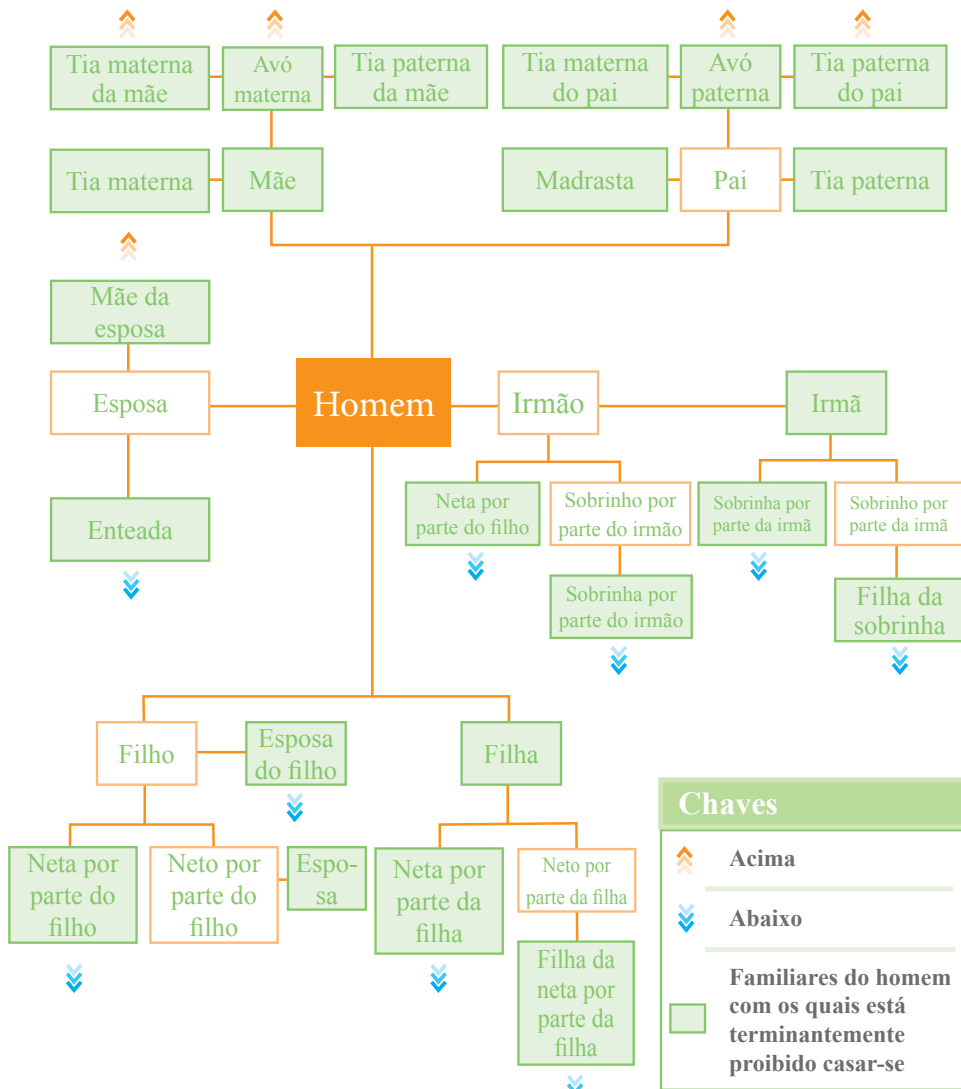 Tia materna
da mãe
Avó
materna
Tia paterna
da mãe
Tia materna
do pai
Avó
paterna
Tia paterna
do pai
Tia materna
Mãe
Madrasta
Pai
Tia paterna
Mãe da
esposa
Esposa
Homem
Irmão
Irmã
Enteada
Neta por
parte do filho
Sobrinho por
parte do irmão
Sobrinha por
parte da irmã
Sobrinho por
parte da irmã
Sobrinha por
parte do irmão
Filha da
sobrinha
Filho
Esposa
do filho
Filha
Neta por
parte do
filho
Neto por
parte do
filho
Espo-
sa
Neta por
parte da
filha
Neto por
parte da filha
Filha da
neta por
parte da
filha
Chaves
Acima
Abaixo
Familiares do homem
com os quais está
terminantemente
proibido casar-se